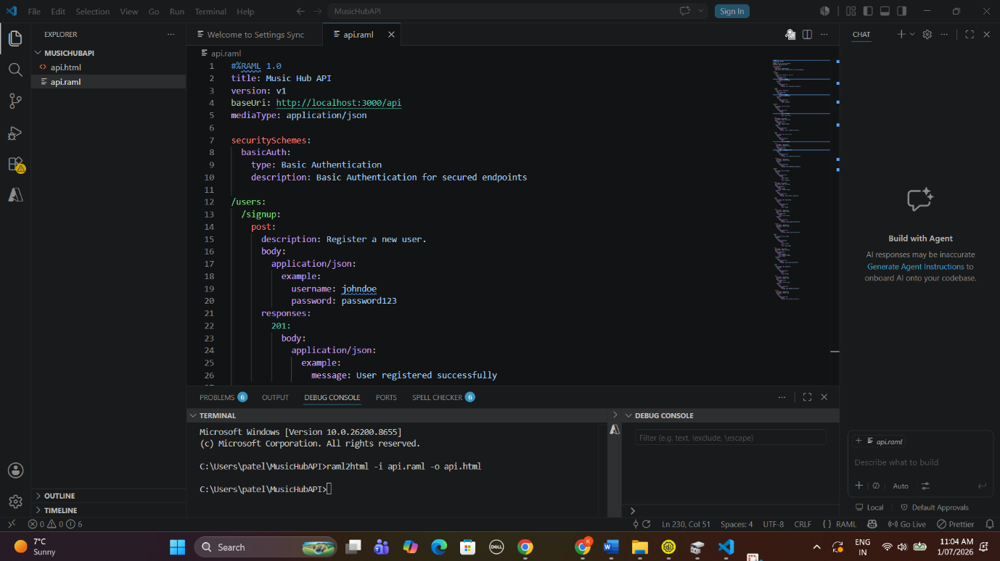 File Edit Selection View Go Run Terminal Help
MusicHubAPI
Sign In
EXPLORER
MUSICHUBAPI
api.html
api.raml
OUTLINE
TIMELINE
Welcome to Settings Sync
api.raml
api.raml
1 #%RAML 1.0
2 title: Music Hub API
3 version: v1
4 baseUri: http://localhost:3000/api
5 mediaType: application/json
6
7 securitySchemes:
8 basicAuth:
9 type: Basic Authentication
10 description: Basic Authentication for secured endpoints
11
12 /users:
13 /signup:
14 post:
15 description: Register a new user.
16 body:
17 application/json:
18 example:
19 username: johndoe
20 password: password123
21 responses:
22 201:
23 body:
24 application/json:
25 example:
26 message: User registered successfully
PROBLEMS 6 OUTPUT DEBUG CONSOLE PORTS SPELL CHECKER 6
TERMINAL
Microsoft Windows [Version 10.0.26200.8655]
(c) Microsoft Corporation. All rights reserved.
C:\Users\patel\MusicHubAPI>raml2html -i api.raml -o api.html
C:\Users\patel\MusicHubAPI>
DEBUG CONSOLE
Filter (e.g. text, !exclude, \escape)
CHAT
Build with Agent
AI responses may be inaccurate
Generate Agent Instructions to
onboard AI onto your codebase.
api.raml
Describe what to build
Auto
Local Default Approvals
0 0 6
Ln 230, Col 51 Spaces: 4 UTF-8 CRLF {} RAML Go Live Prettier
7°C
Sunny
Search
DELL
K
W
ENG
IN
11:04 AM
1/07/2026